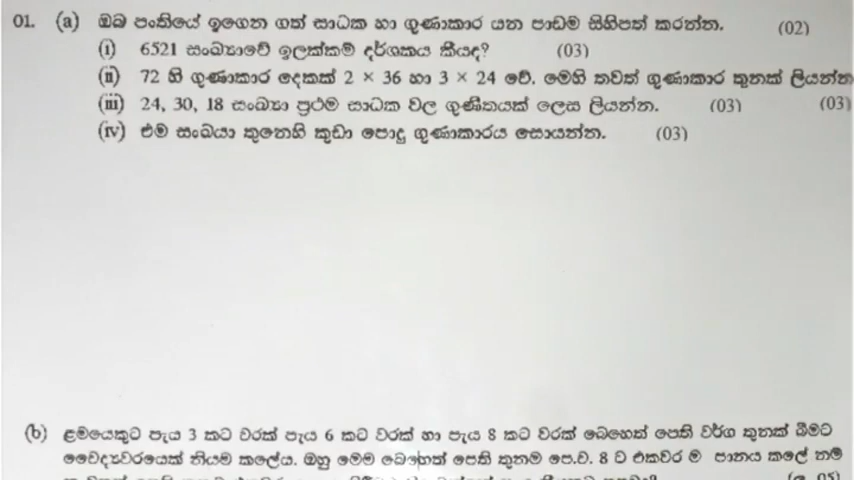 01. (a) ඔබ පංතියේ ඉගෙන ගත් සාධක හා ගුණාකාර යන පාඩම සිහිපත් කරන්න. (02)
(i) 6521 සංඛ්‍යාවේ ඉලක්කම් දර්ශකය කීයද? (03)
(ii) 72 හි ගුණාකාර දෙකක් 2 × 36 හා 3 × 24 වේ. මෙහි තවත් ගුණාකාර තුනක් ලියන්න
(iii) 24, 30, 18 සංඛ්‍යා ප්‍රථම සාධක වල ගුණිතයක් ලෙස ලියන්න. (03) (03)
(iv) එම සංඛයා තුනෙහි කුඩා පොදු ගුණාකාරය සොයන්න. (03)
(b) ළමයෙකුට පැය 3 කට වරක් පැය 6 කට වරක් හා පැය 8 කට වරක් බෙහෙත් පෙති වර්ග තුනක් බීමට
වෛද්‍යවරයෙක් නියම කලේය. ඔහු මෙම බෙහෙත් පෙති තුනම පෙ.ව. 8 ට එකවර ම පානය කලේ නම්